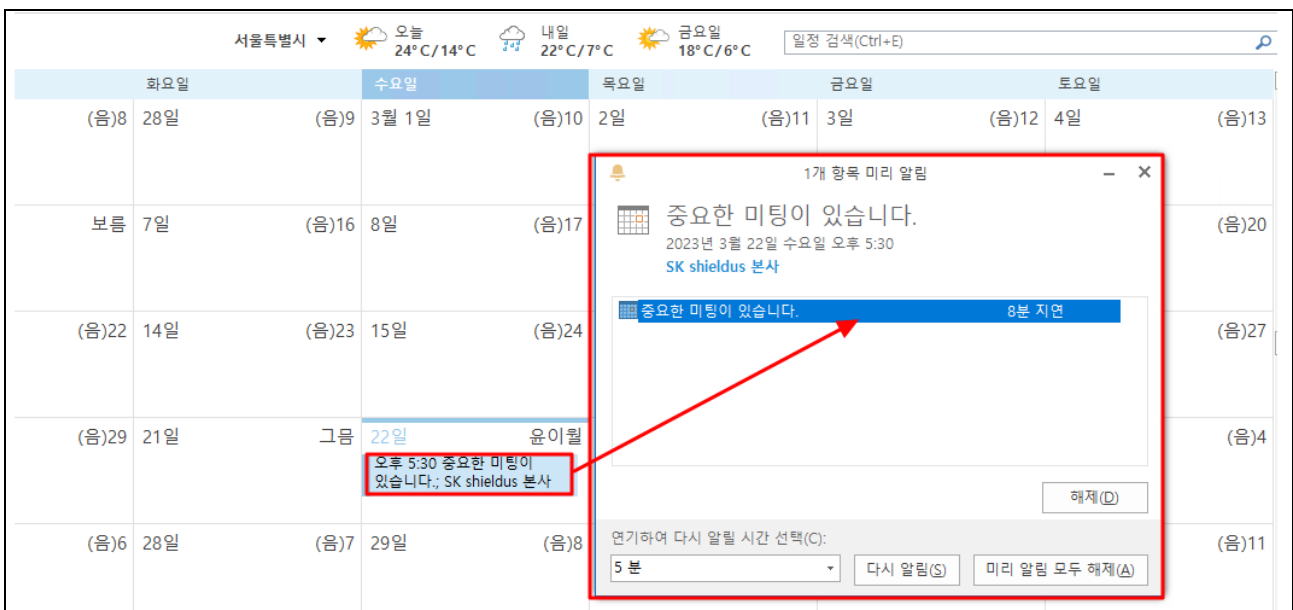 서울특별시 ▼
오늘
24°C/14°C
내일
22°C/7°C
금요일
18°C/6°C
일정 검색(Ctrl+E)
화요일
수요일
목요일
금요일
토요일
(음)8 28일 (음)9 3월 1일 (음)10 2일 (음)11 3일 (음)12 4일 (음)13
보름 7일 (음)16 8일 (음)17 (음)20
(음)22 14일 (음)23 15일 (음)24 (음)27
(음)29 21일 그믐 22일 윤이월 (음)4
오후 5:30 중요한 미팅이
있습니다.; SK shieldus 본사
(음)6 28일 (음)7 29일 (음)8 (음)11
1개 항목 미리 알림
중요한 미팅이 있습니다.
2023년 3월 22일 수요일 오후 5:30
SK shieldus 본사
중요한 미팅이 있습니다. 8분 지연
해제(D)
연기하여 다시 알릴 시간 선택(C):
5 분
다시 알림(S)
미리 알림 모두 해제(A)